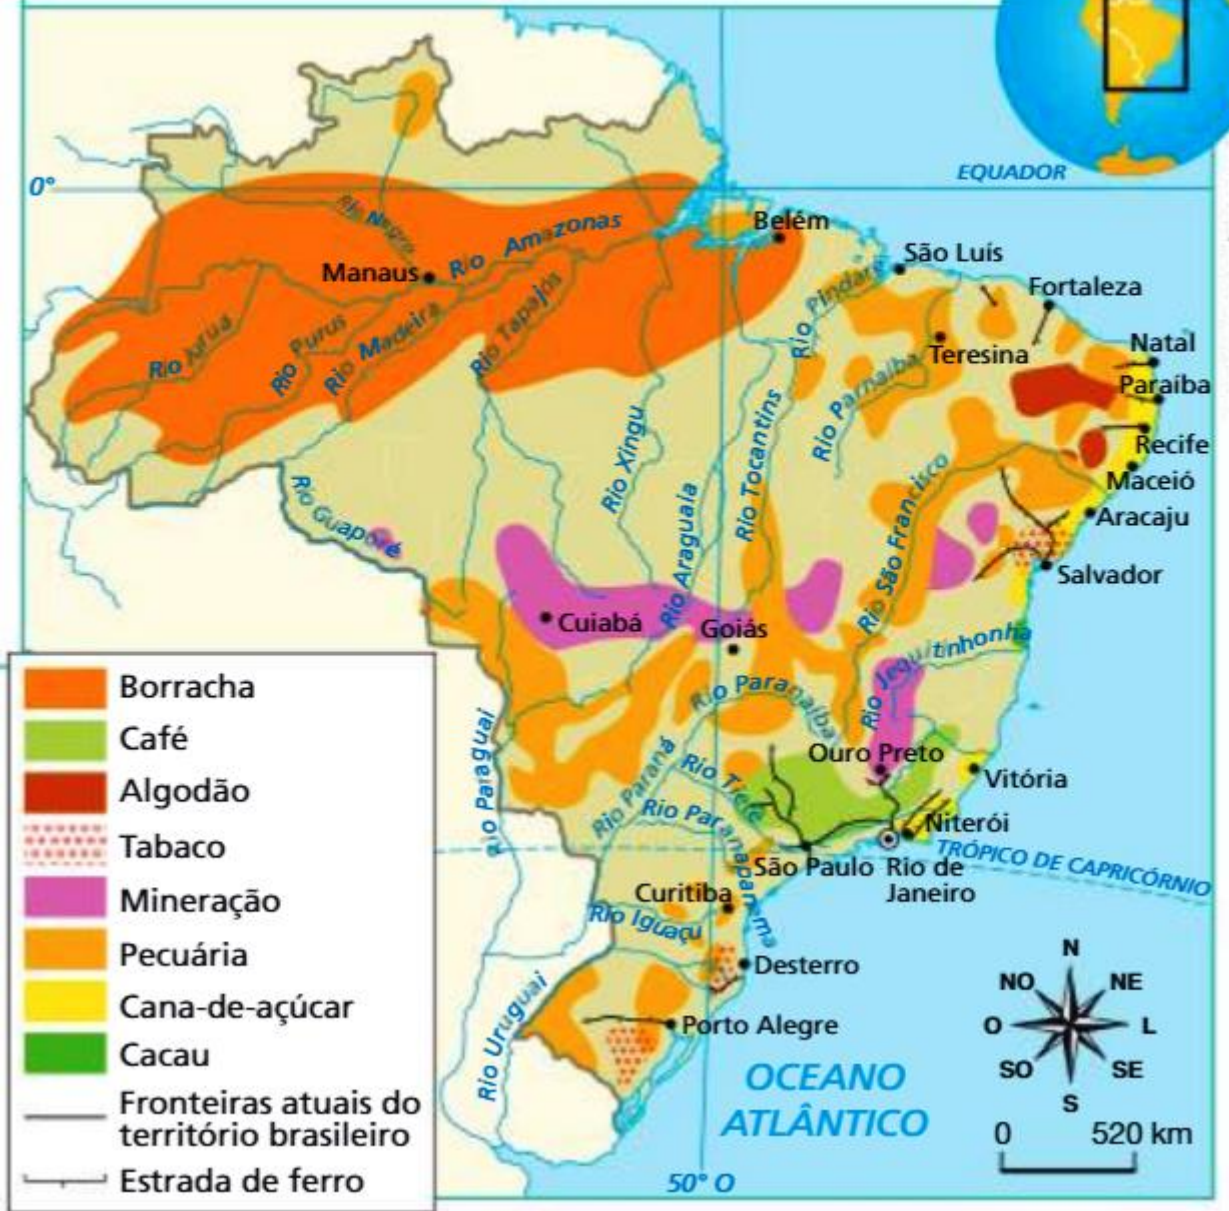 EQUADOR
0°
Rio Negro
Rio Amazonas
Belém
Manaus
São Luís
Rio Pindaré
Fortaleza
Rio Juruá
Rio Purus
Rio Madeira
Rio Tapajós
Teresina
Natal
Rio Parnaíba
Paraíba
Rio Xingu
Rio Tocantins
Recife
Maceió
Rio São Francisco
Aracaju
Rio Guaporé
Rio Araguaia
Salvador
Cuiabá
Goiás
Rio Jequitinhonha
Rio Paranaíba
Rio Paraguai
Ouro Preto
Vitória
Rio Paraná
Rio Tietê
Rio Paranapanema
Niterói
São Paulo
Rio de
Janeiro
TRÓPICO DE CAPRICÓRNIO
Curitiba
Rio Iguaçu
Desterro
Rio Uruguai
Porto Alegre
OCEANO
ATLÂNTICO
50° O
Borracha
Café
Algodão
Tabaco
Mineração
Pecuária
Cana-de-açúcar
Cacau
Fronteiras atuais do
território brasileiro
Estrada de ferro
N
NO
NE
O
L
SO
SE
S
0
520 km